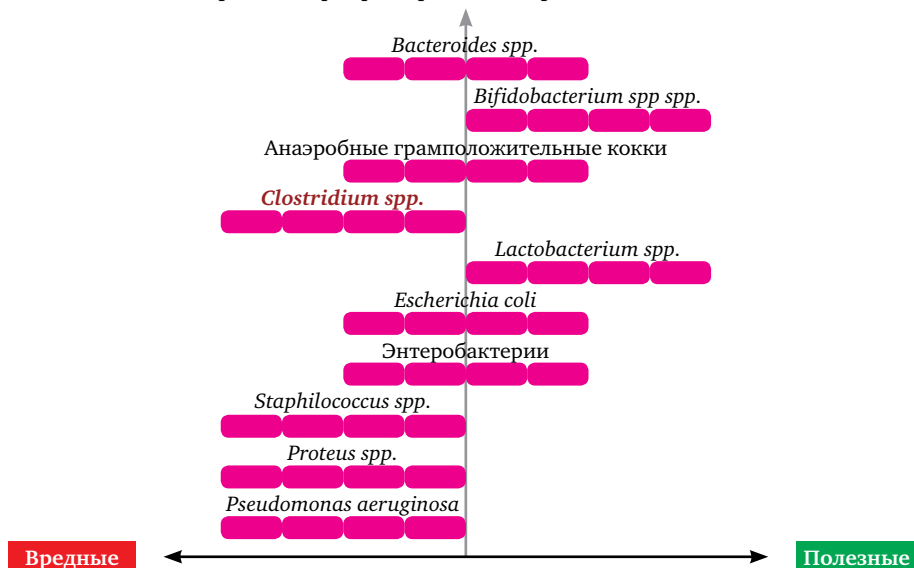 Bacteroides spp.
Bifidobacterium spp spp.
Анаэробные грамположительные кокки
Clostridium spp.
Lactobacterium spp.
Escherichia coli
Энтеробактерии
Staphilococcus spp.
Proteus spp.
Pseudomonas aeruginosa
Вредные
Полезные